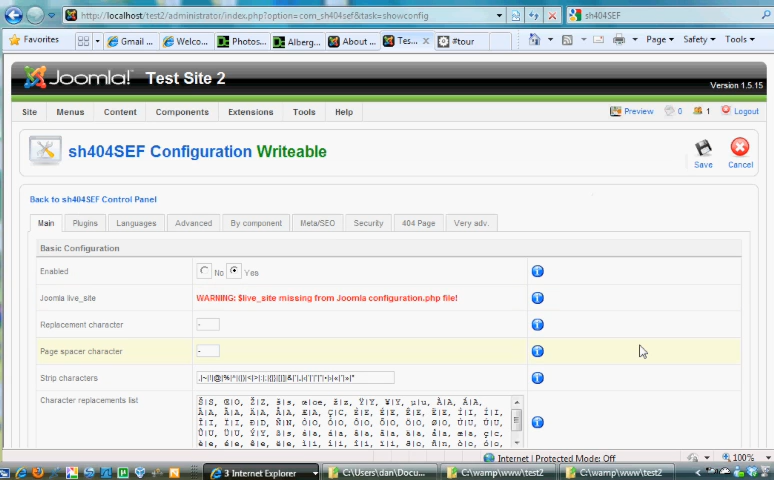 http://localhost/test2/administrator/index.php?option=com_sh404sef&task=showconfig
sh404SEF
Favorites
Gmail ...
Welco...
Photos...
Alberg...
About ...
Tes... X
#tour
Page
Safety
Tools
Joomla! Test Site 2
Version 1.5.15
Site Menus Content Components Extensions Tools Help
Preview 0 1 Logout
sh404SEF Configuration Writeable
Save Cancel
Back to sh404SEF Control Panel
Main Plugins Languages Advanced By component Meta/SEO Security 404 Page Very adv.
Basic Configuration
Enabled No Yes
Joomla live_site WARNING: $live_site missing from Joomla configuration.php file!
Replacement character -
Page spacer character -
Strip characters
Character replacements list
Internet | Protected Mode: Off
100%
3 Internet Explorer
C:\Users\dan\Docu...
C:\wamp\www\test2
C:\wamp\www\test2